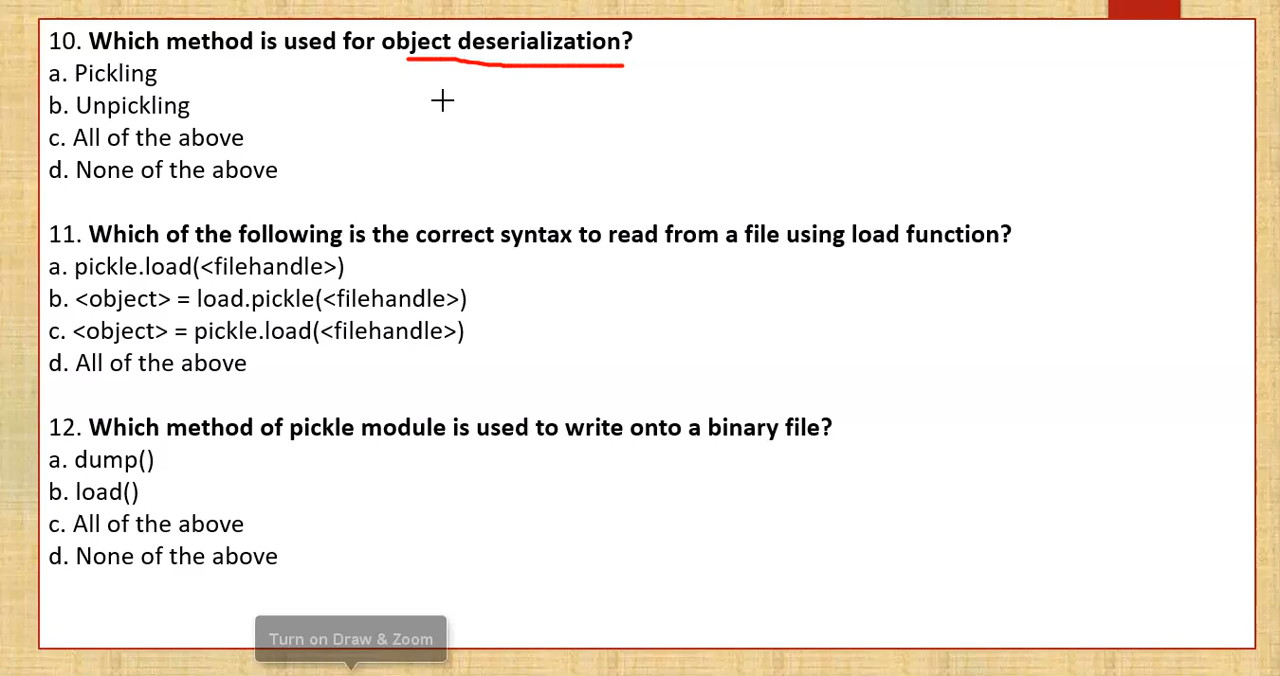 10. Which method is used for object deserialization?
a. Pickling
b. Unpickling
c. All of the above
d. None of the above
11. Which of the following is the correct syntax to read from a file using load function?
a. pickle.load(<filehandle>)
b. <object> = load.pickle(<filehandle>)
c. <object> = pickle.load(<filehandle>)
d. All of the above
12. Which method of pickle module is used to write onto a binary file?
a. dump()
b. load()
c. All of the above
d. None of the above
Turn on Draw & Zoom